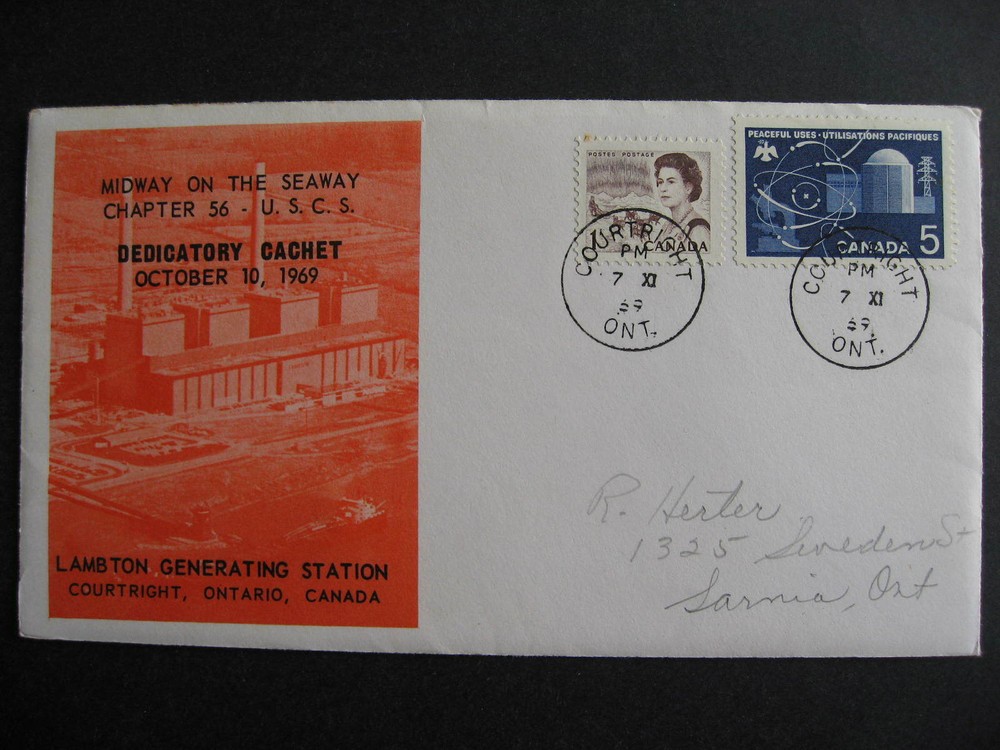 MIDWAY ON THE SEAWAY
CHAPTER 56 - U.S.C.S.
DEDICATORY CACHET
OCTOBER 10, 1969
LAMBTON GENERATING STATION
COURTRIGHT, ONTARIO, CANADA
POSTES POSTAGE
CANADA
PEACEFUL USES · UTILISATIONS PACIFIQUES
CANADA 5
COURTRIGHT
PM
7 XI
69
ONT.
COURTRIGHT
PM
7 XI
69
ONT.
R. Herter
1325 Sweden St
Sarnia, Ont